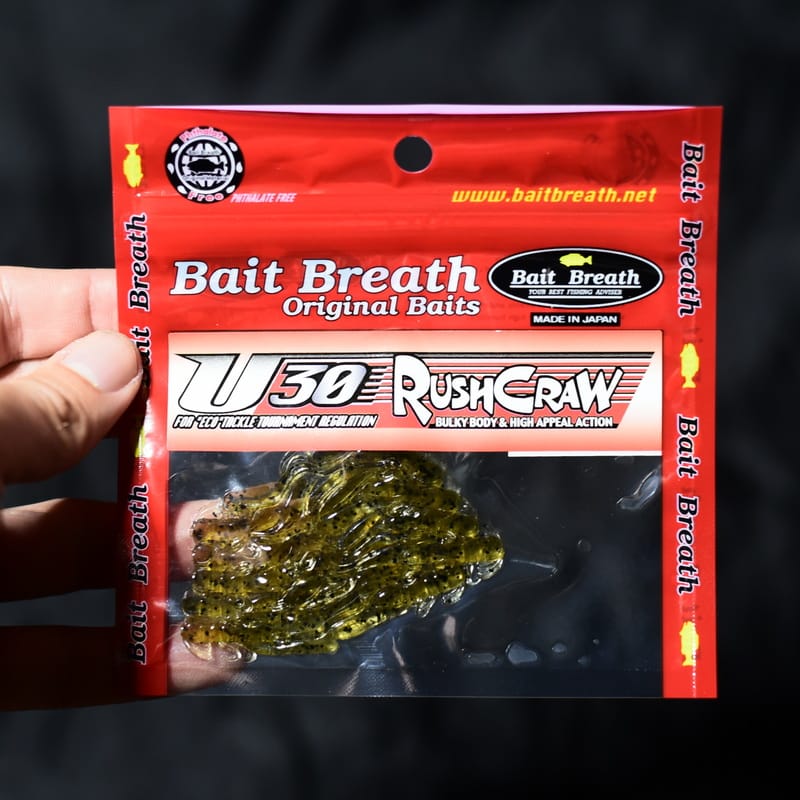 Phthalate
Free
PHTHALATE FREE
www.baitbreath.net
Bait Breath
Original Baits
Bait Breath
YOUR BEST FISHING ADVISER
MADE IN JAPAN
U30 RUSHCRAW
FOR "ECO" TACKLE TOURNAMENT REGULATION
BULKY BODY & HIGH APPEAL ACTION
Bait Breath
Bait Breath
Bait Breath
Bait Breath
Bait Breath